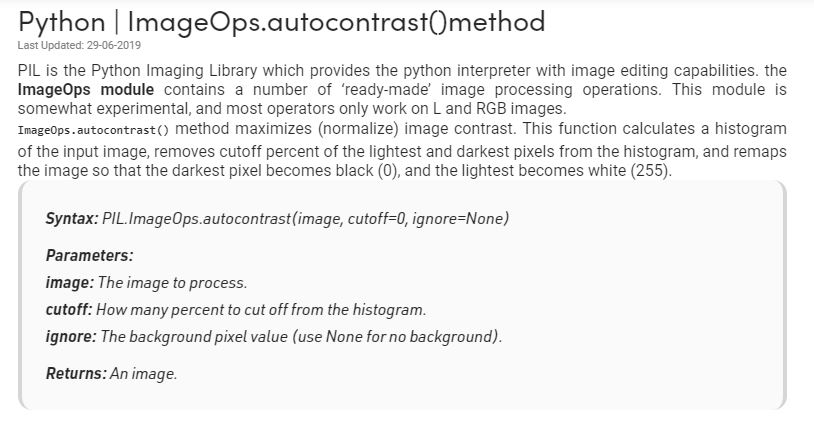 Python | ImageOps.autocontrast()method
Last Updated: 29-06-2019
PIL is the Python Imaging Library which provides the python interpreter with image editing capabilities. the
ImageOps module contains a number of ‘ready-made’ image processing operations. This module is
somewhat experimental, and most operators only work on L and RGB images.
ImageOps.autocontrast() method maximizes (normalize) image contrast. This function calculates a histogram
of the input image, removes cutoff percent of the lightest and darkest pixels from the histogram, and remaps
the image so that the darkest pixel becomes black (0), and the lightest becomes white (255).
Syntax: PIL.ImageOps.autocontrast(image, cutoff=0, ignore=None)
Parameters:
image: The image to process.
cutoff: How many percent to cut off from the histogram.
ignore: The background pixel value (use None for no background).
Returns: An image.